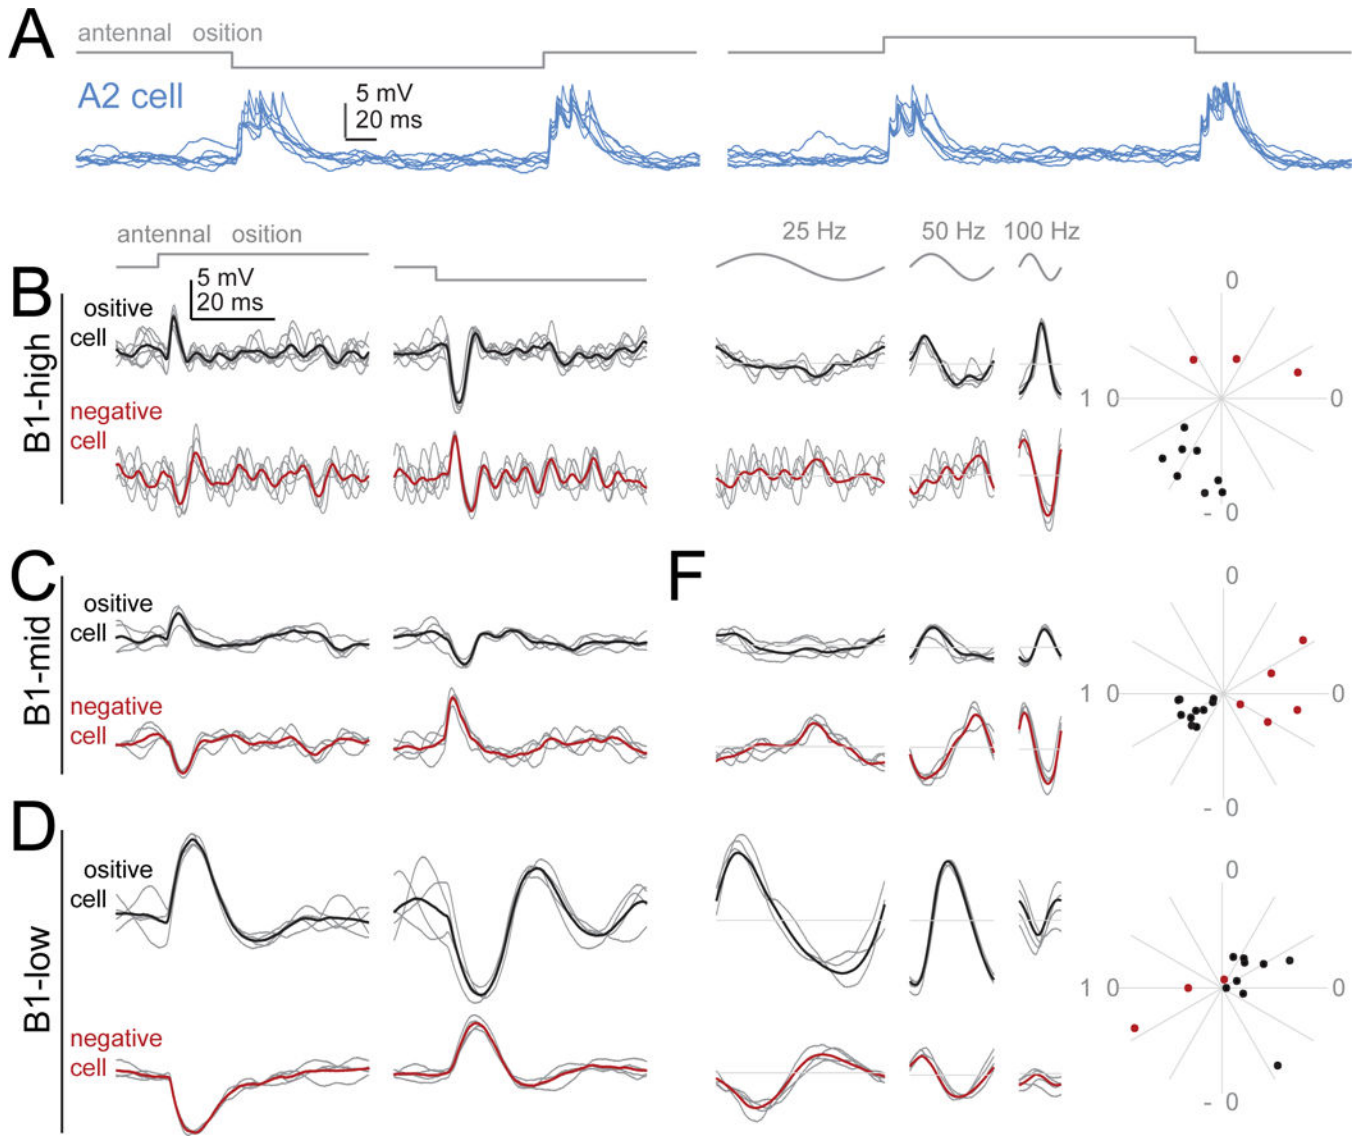 A
antennal osition
A2 cell
5 mV
20 ms
antennal osition
25 Hz
50 Hz
100 Hz
B
5 mV
20 ms
B1-high
ositive
cell
negative
cell
0
1 0
0
- 0
C
F
B1-mid
ositive
cell
negative
cell
0
1 0
0
- 0
D
B1-low
ositive
cell
negative
cell
0
1 0
0
- 0